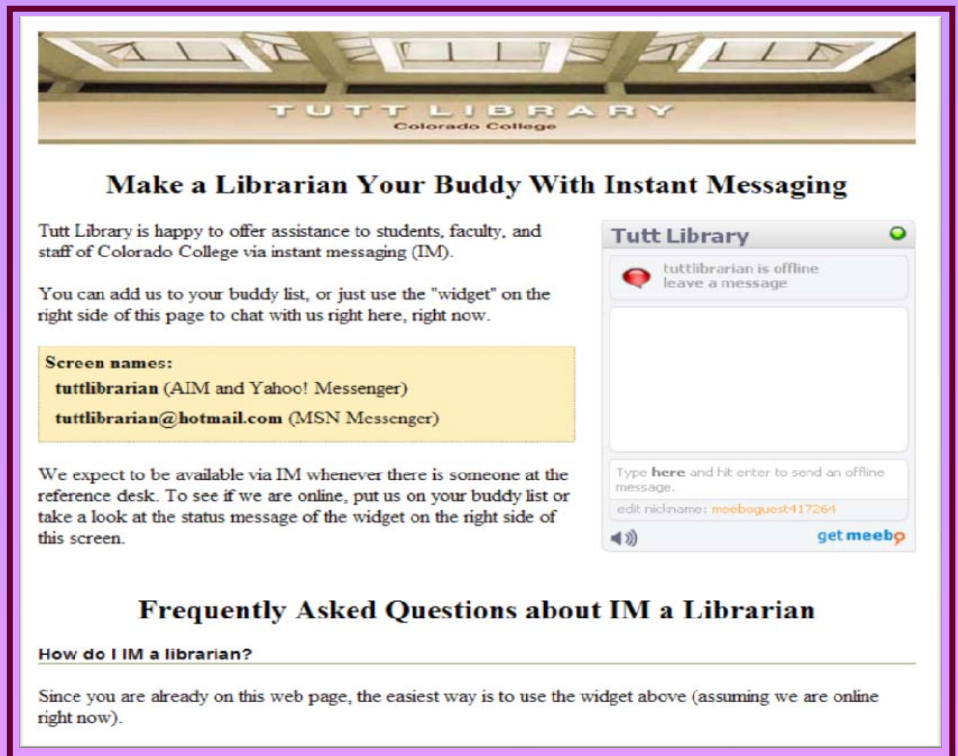 TUTT LIBRARY
Colorado College
Make a Librarian Your Buddy With Instant Messaging
Tutt Library is happy to offer assistance to students, faculty, and
staff of Colorado College via instant messaging (IM).
You can add us to your buddy list, or just use the "widget" on the
right side of this page to chat with us right here, right now.
Screen names:
tuttlibrarian (AIM and Yahoo! Messenger)
tuttlibrarian@hotmail.com (MSN Messenger)
We expect to be available via IM whenever there is someone at the
reference desk. To see if we are online, put us on your buddy list or
take a look at the status message of the widget on the right side of
this screen.
Tutt Library
tuttlibrarian is offline
leave a message
Type here and hit enter to send an offline
message.
edit nickname: meeboguest417264
get meebo
Frequently Asked Questions about IM a Librarian
How do I IM a librarian?
Since you are already on this web page, the easiest way is to use the widget above (assuming we are online
right now).